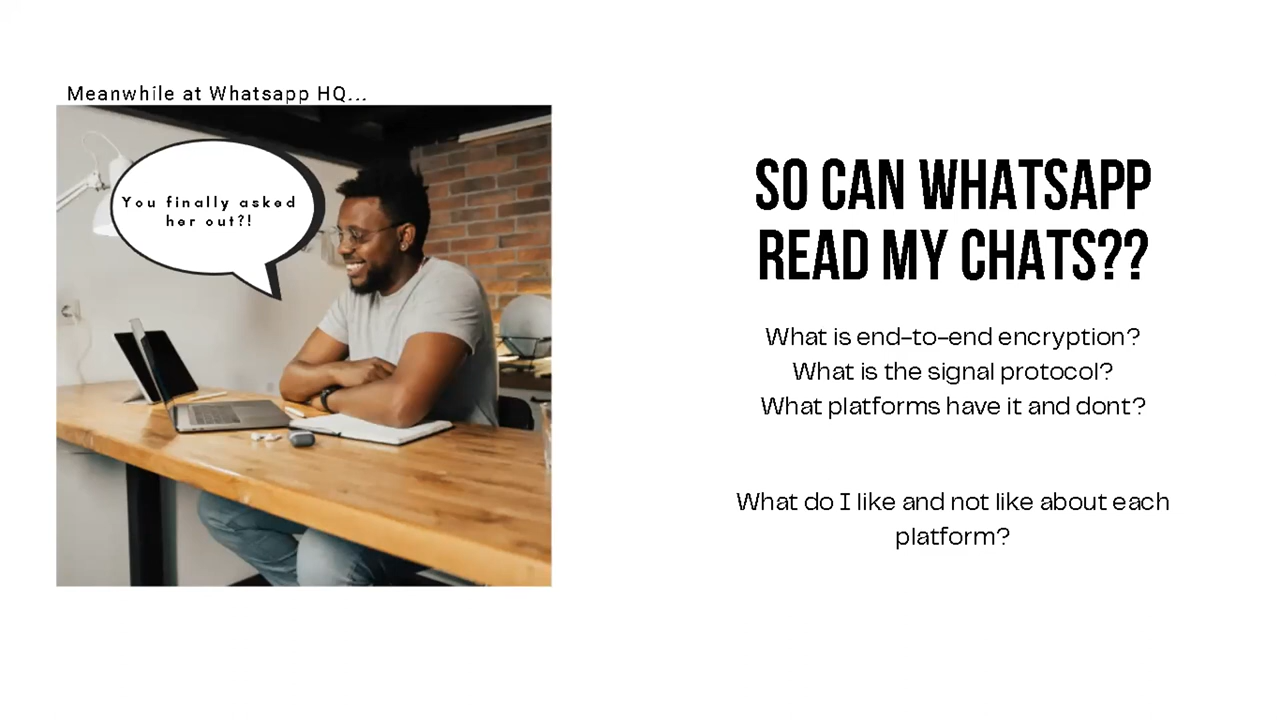 Meanwhile at Whatsapp HQ...
You finally asked
her out?!
SO CAN WHATSAPP
READ MY CHATS??
What is end-to-end encryption?
What is the signal protocol?
What platforms have it and dont?
What do I like and not like about each
platform?